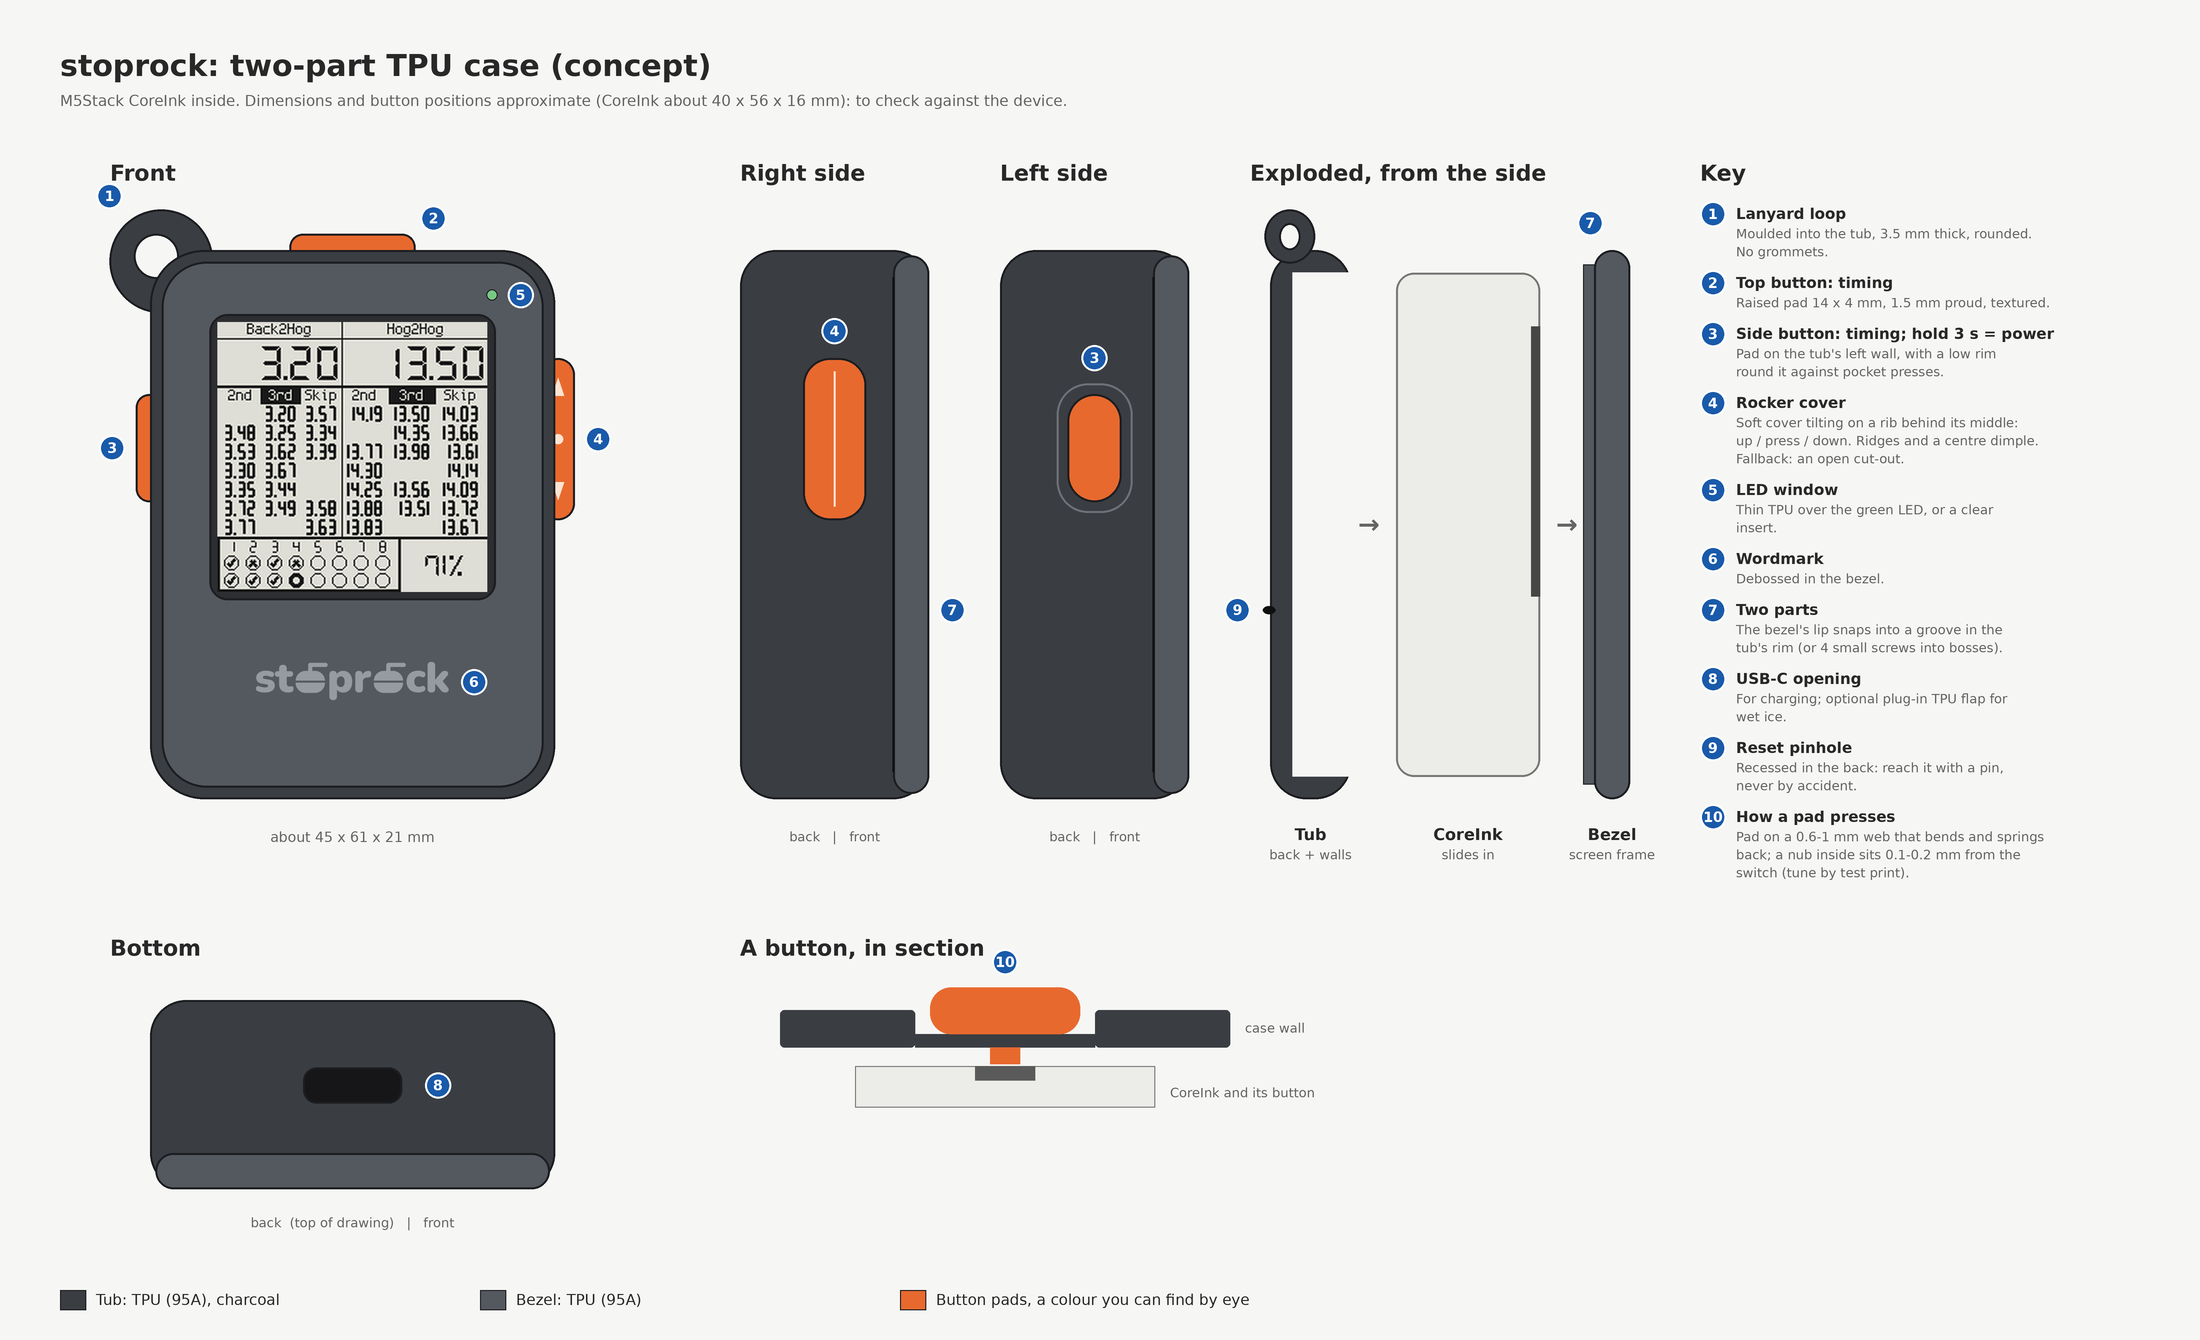 stoprock: two-part TPU case (concept)
M5Stack CoreInk inside. Dimensions and button positions approximate (CoreInk about 40 x 56 x 16 mm): to check against the device.
Front
1
2
5
Back2Hog Hog2Hog
3.20 13.50
2nd 3rd Skip 2nd 3rd Skip
3.20 3.57 14.19 13.50 14.03
3.48 3.25 3.34 14.35 13.66
3.53 3.62 3.39 13.77 13.98 13.61
3.30 3.67 14.30 14.14
3.35 3.44 14.25 13.56 14.09
3.72 3.49 3.58 13.88 13.51 13.72
3.77 3.63 13.83 13.67
1 2 3 4 5 6 7 8
71%
3
4
stoprock
6
about 45 x 61 x 21 mm
Right side
4
7
back | front
Left side
3
back | front
Exploded, from the side
7
→ →
9
Tub CoreInk Bezel
back + walls slides in screen frame
Key
1 Lanyard loop
Moulded into the tub, 3.5 mm thick, rounded.
No grommets.
2 Top button: timing
Raised pad 14 x 4 mm, 1.5 mm proud, textured.
3 Side button: timing; hold 3 s = power
Pad on the tub's left wall, with a low rim
round it against pocket presses.
4 Rocker cover
Soft cover tilting on a rib behind its middle:
up / press / down. Ridges and a centre dimple.
Fallback: an open cut-out.
5 LED window
Thin TPU over the green LED, or a clear
insert.
6 Wordmark
Debossed in the bezel.
7 Two parts
The bezel's lip snaps into a groove in the
tub's rim (or 4 small screws into bosses).
8 USB-C opening
For charging; optional plug-in TPU flap for
wet ice.
9 Reset pinhole
Recessed in the back: reach it with a pin,
never by accident.
10 How a pad presses
Pad on a 0.6-1 mm web that bends and springs
back; a nub inside sits 0.1-0.2 mm from the
switch (tune by test print).
Bottom
8
back (top of drawing) | front
A button, in section
10
case wall
CoreInk and its button
Tub: TPU (95A), charcoal
Bezel: TPU (95A)
Button pads, a colour you can find by eye